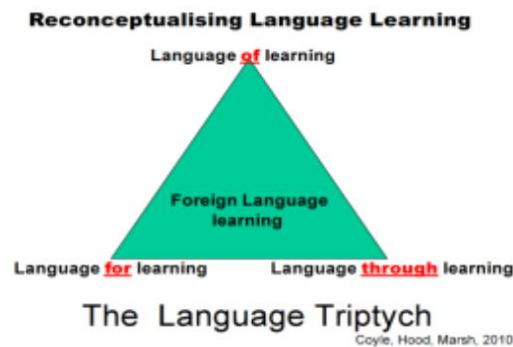 Reconceptualising Language Learning
Language of learning
Foreign Language
learning
Language for learning
Language through learning
The Language Triptych
Coyle, Hood, Marsh, 2010